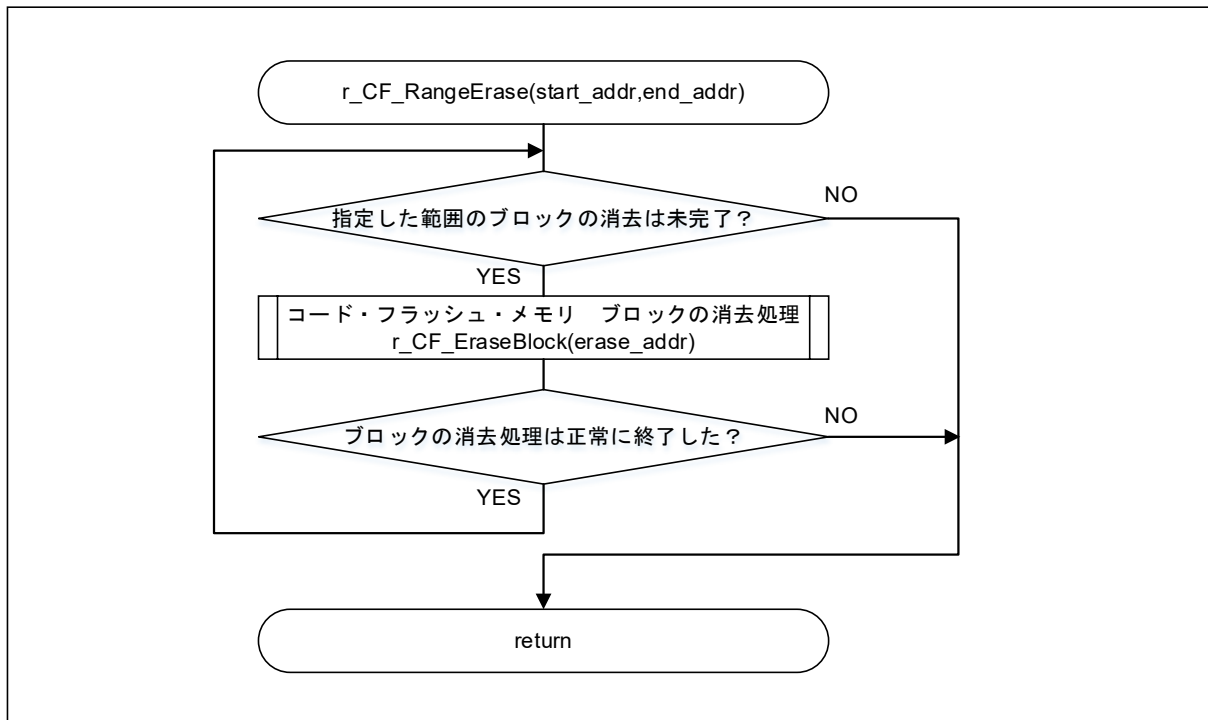 r_CF_RangeErase(start_addr,end_addr)
指定した範囲のブロックの消去は未完了？
NO
YES
コード・フラッシュ・メモリ　ブロックの消去処理
r_CF_EraseBlock(erase_addr)
ブロックの消去処理は正常に終了した？
NO
YES
return